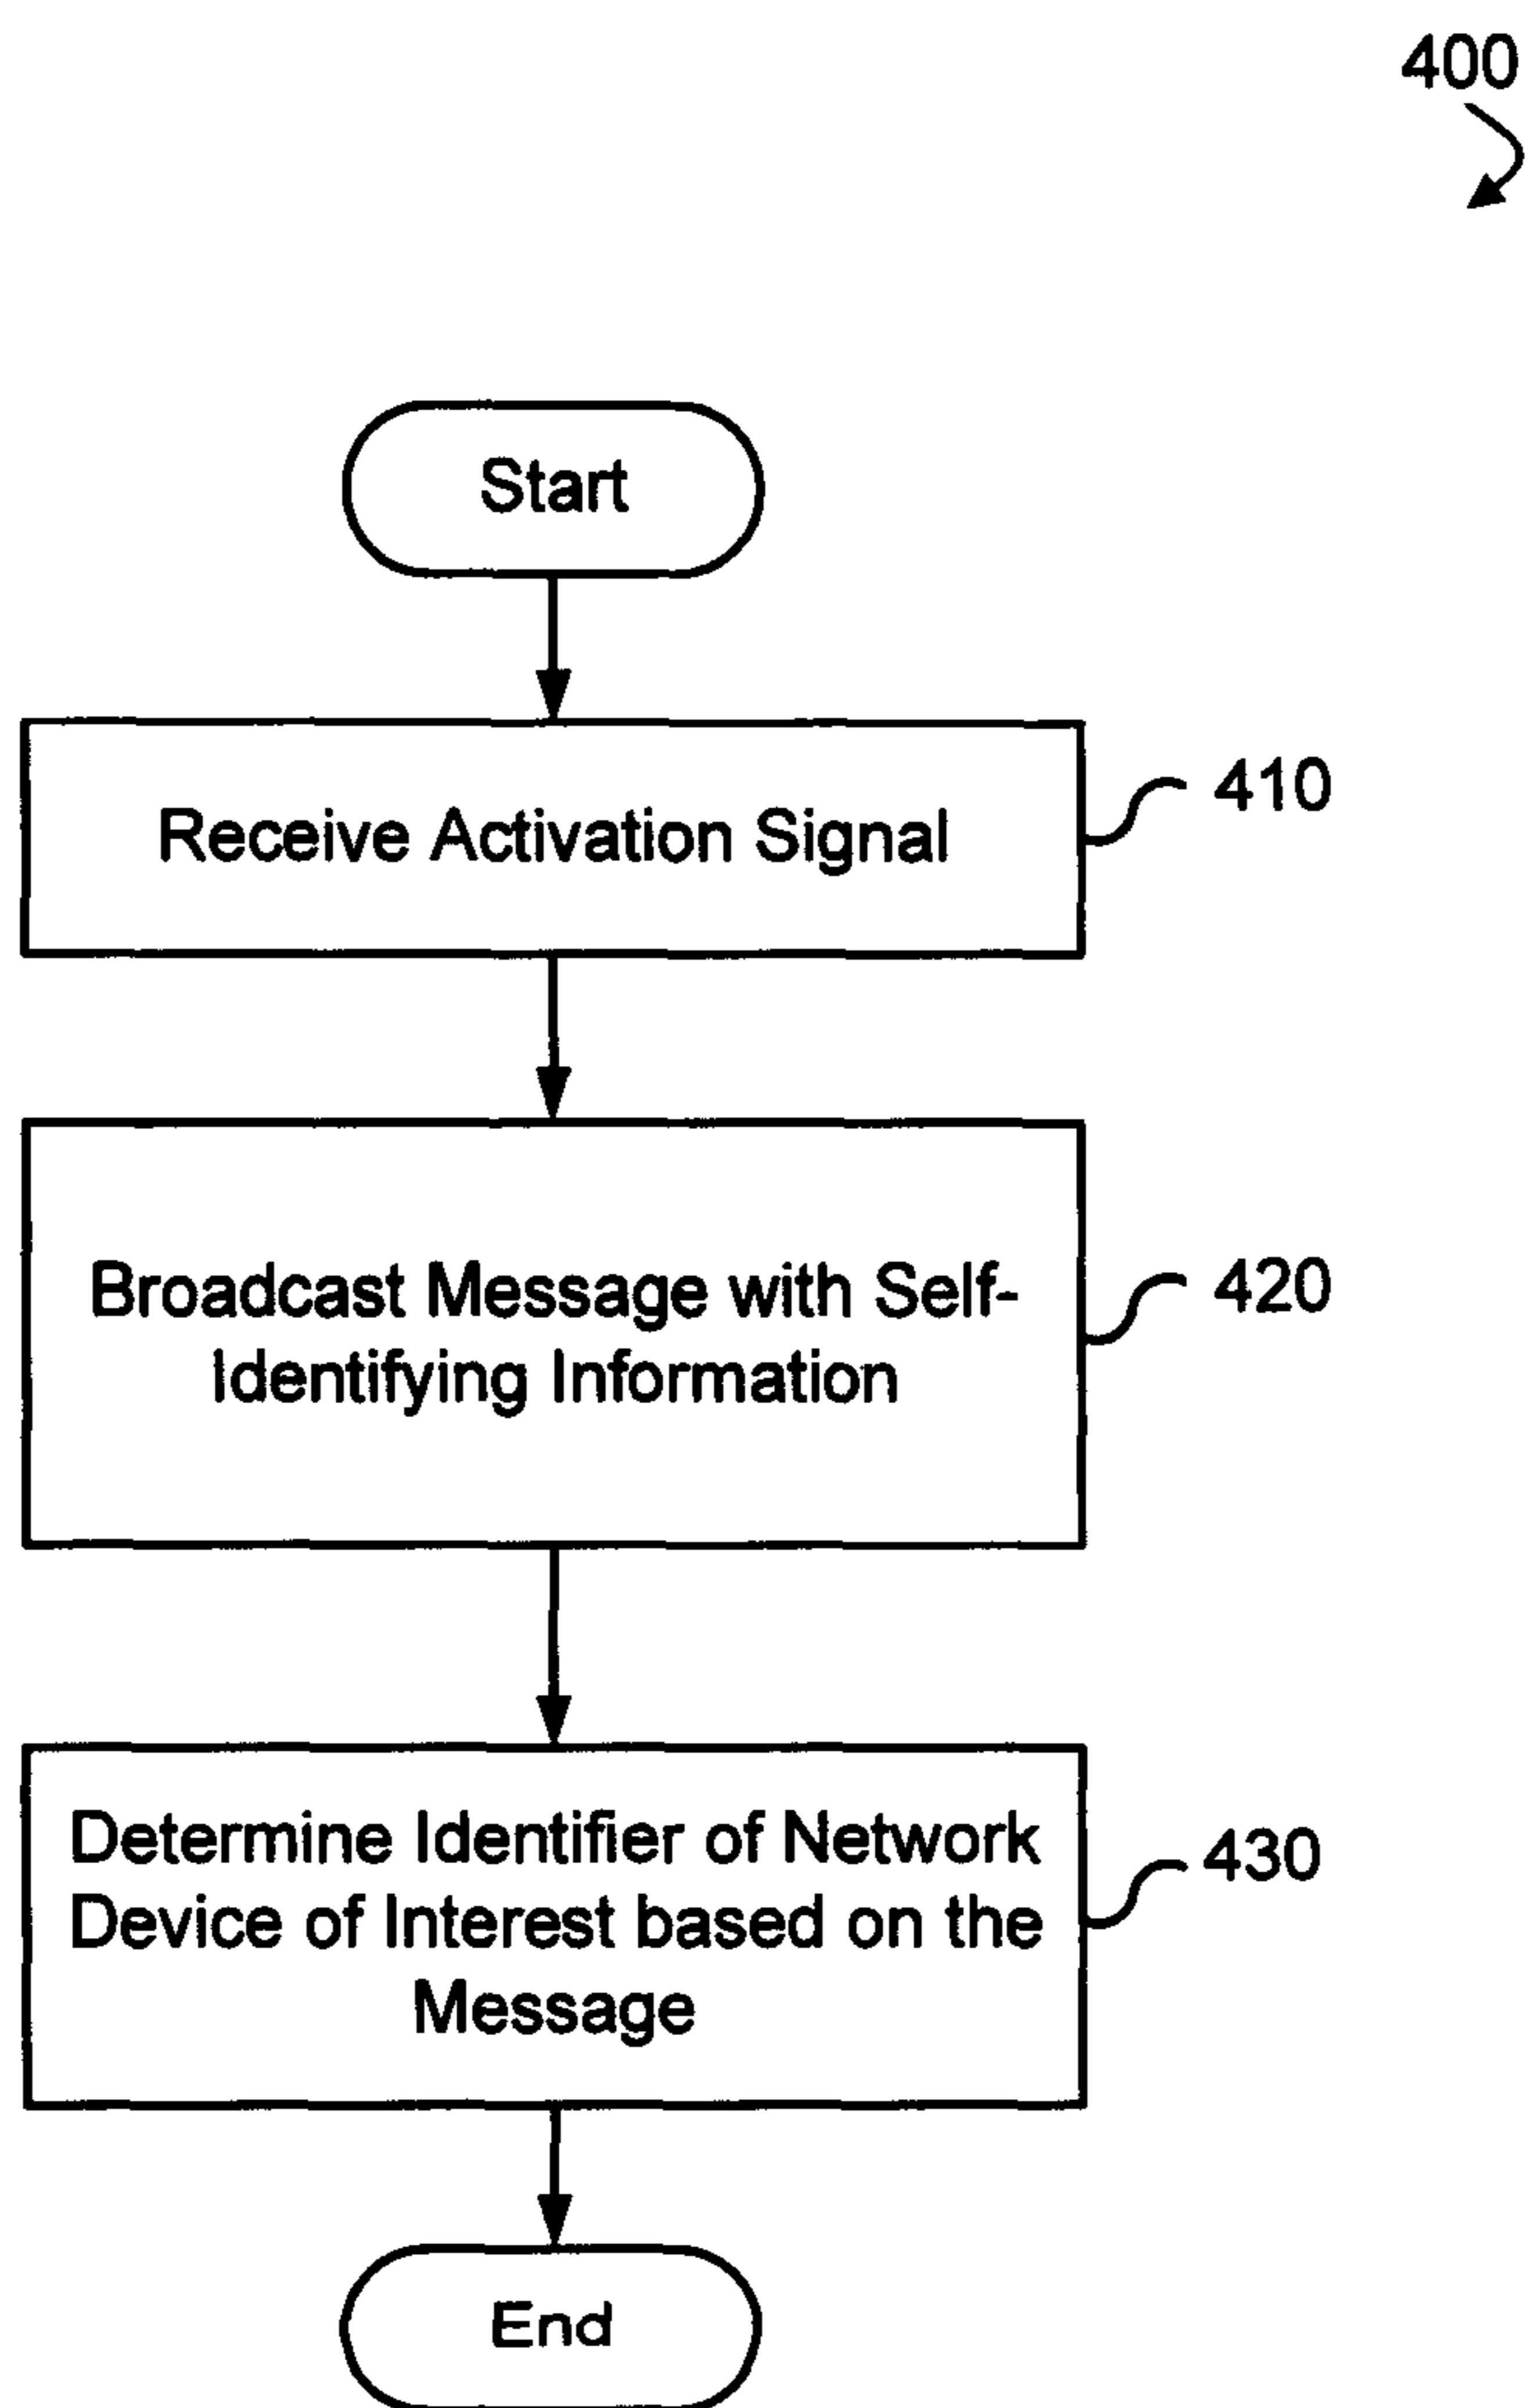 400
Start
Receive Activation Signal
410
Broadcast Message with Self-
Identifying Information
420
Determine Identifier of Network
Device of Interest based on the
Message
430
End